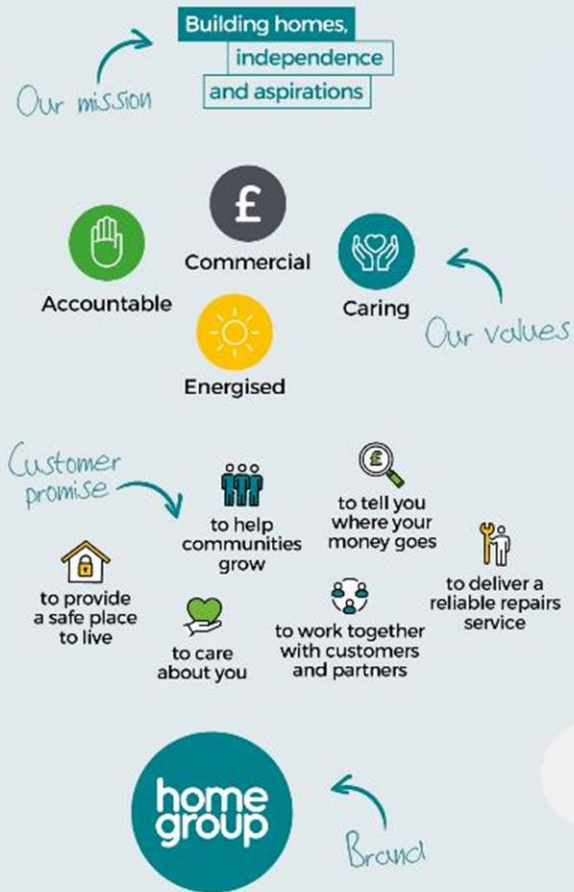 Building homes,
independence
and aspirations
Our mission
£
Commercial
Accountable
Caring
Our values
Energised
Customer
promise
£
to help
communities
grow
to tell you
where your
money goes
to provide
a safe place
to live
to care
about you
to work together
with customers
and partners
to deliver a
reliable repairs
service
home
group
Brand